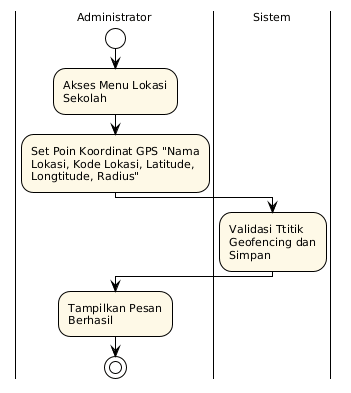 Administrator
Sistem
Akses Menu Lokasi
Sekolah
Set Poin Koordinat GPS "Nama
Lokasi, Kode Lokasi, Latitude,
Longtitude, Radius"
Validasi Ttitik
Geofencing dan
Simpan
Tampilkan Pesan
Berhasil